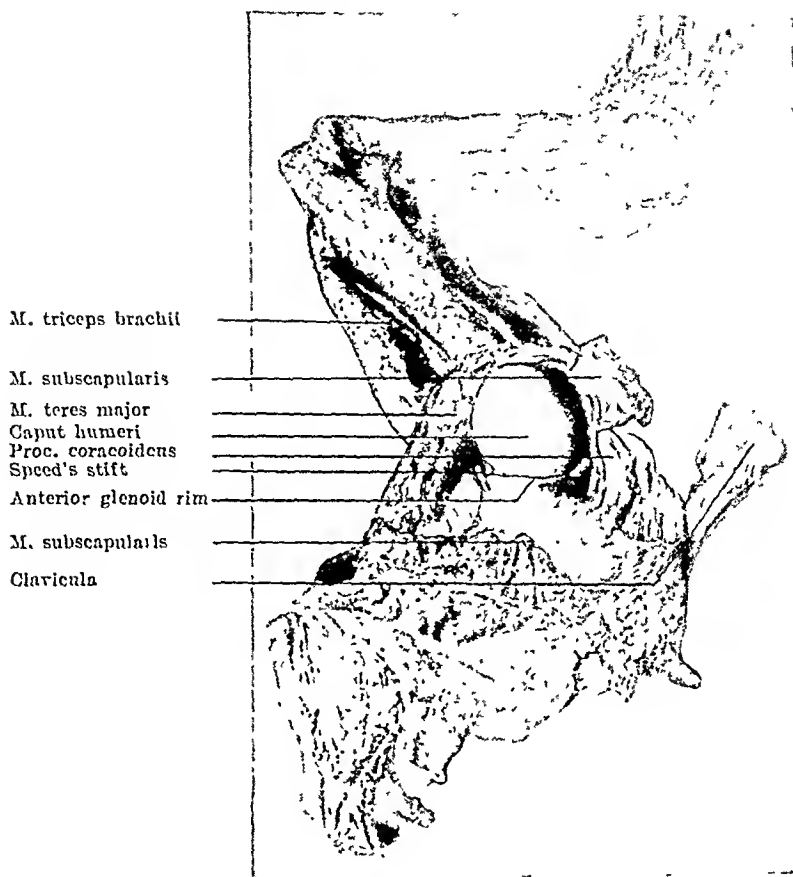 M. triceps brachii
M. subscapularis
M. teres major
Caput humeri
Proc. coracoideus
Speed's stift
Anterior glenoid rim
M. subscapularis
Clavicula